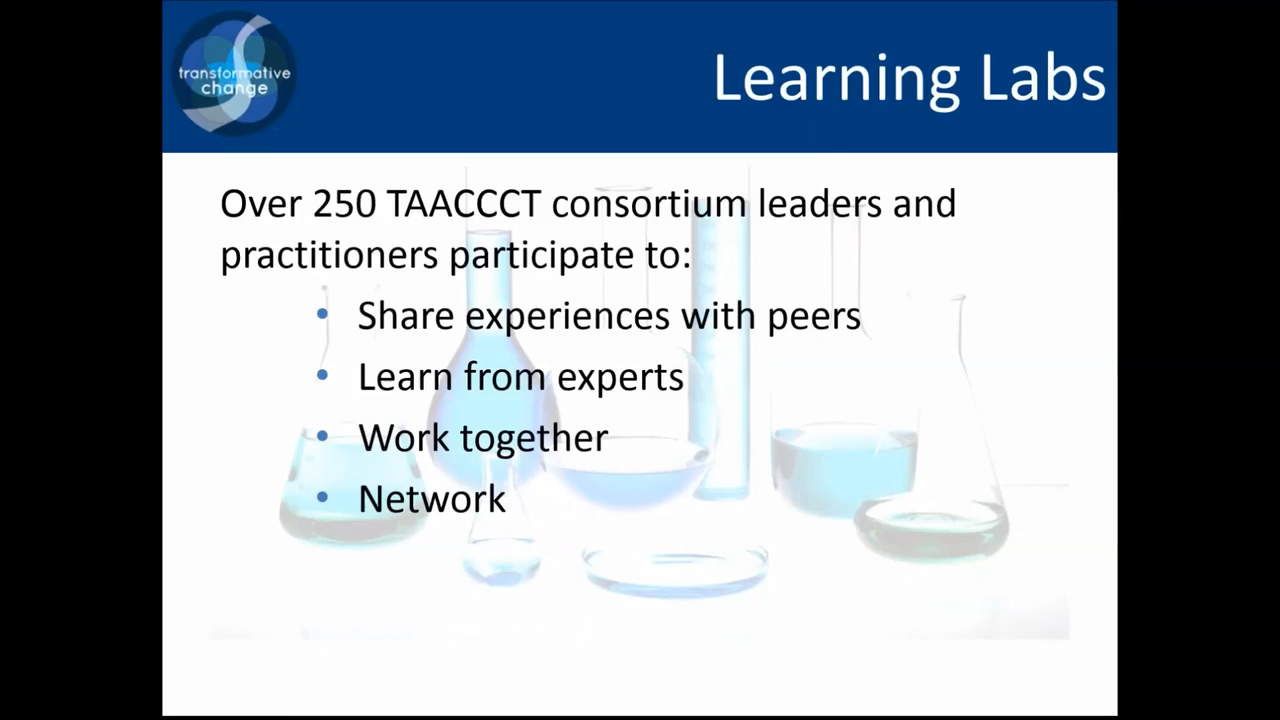 transformative
change
Learning Labs
Over 250 TAACCCT consortium leaders and
practitioners participate to:
• Share experiences with peers
• Learn from experts
• Work together
• Network